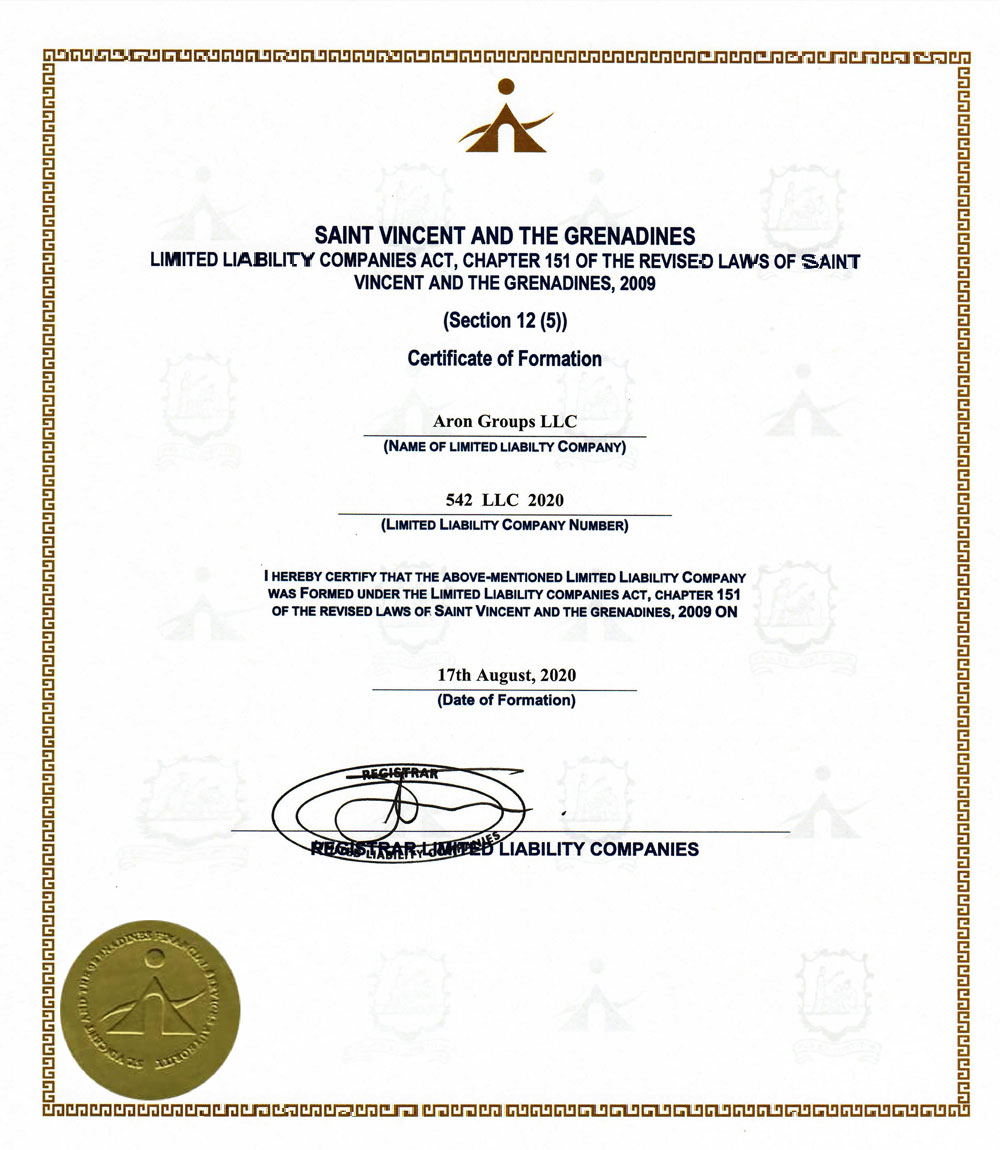 SAINT VINCENT AND THE GRENADINES
LIMITED LIABILITY COMPANIES ACT, CHAPTER 151 OF THE REVISED LAWS OF SAINT
VINCENT AND THE GRENADINES, 2009
(Section 12 (5))
Certificate of Formation
Aron Groups LLC
(NAME OF LIMITED LIABILTY COMPANY)
542 LLC 2020
(LIMITED LIABILITY COMPANY NUMBER)
I HEREBY CERTIFY THAT THE ABOVE-MENTIONED LIMITED LIABILITY COMPANY
WAS FORMED UNDER THE LIMITED LIABILITY COMPANIES ACT, CHAPTER 151
OF THE REVISED LAWS OF SAINT VINCENT AND THE GRENADINES, 2009 ON
17th August, 2020
(Date of Formation)
REGISTRAR
LIABILITY COMPANIES
REGISTRAR LIMITED LIABILITY COMPANIES
ST. VINCENT AND THE GRENADINES FINANCIAL SERVICES AUTHORITY